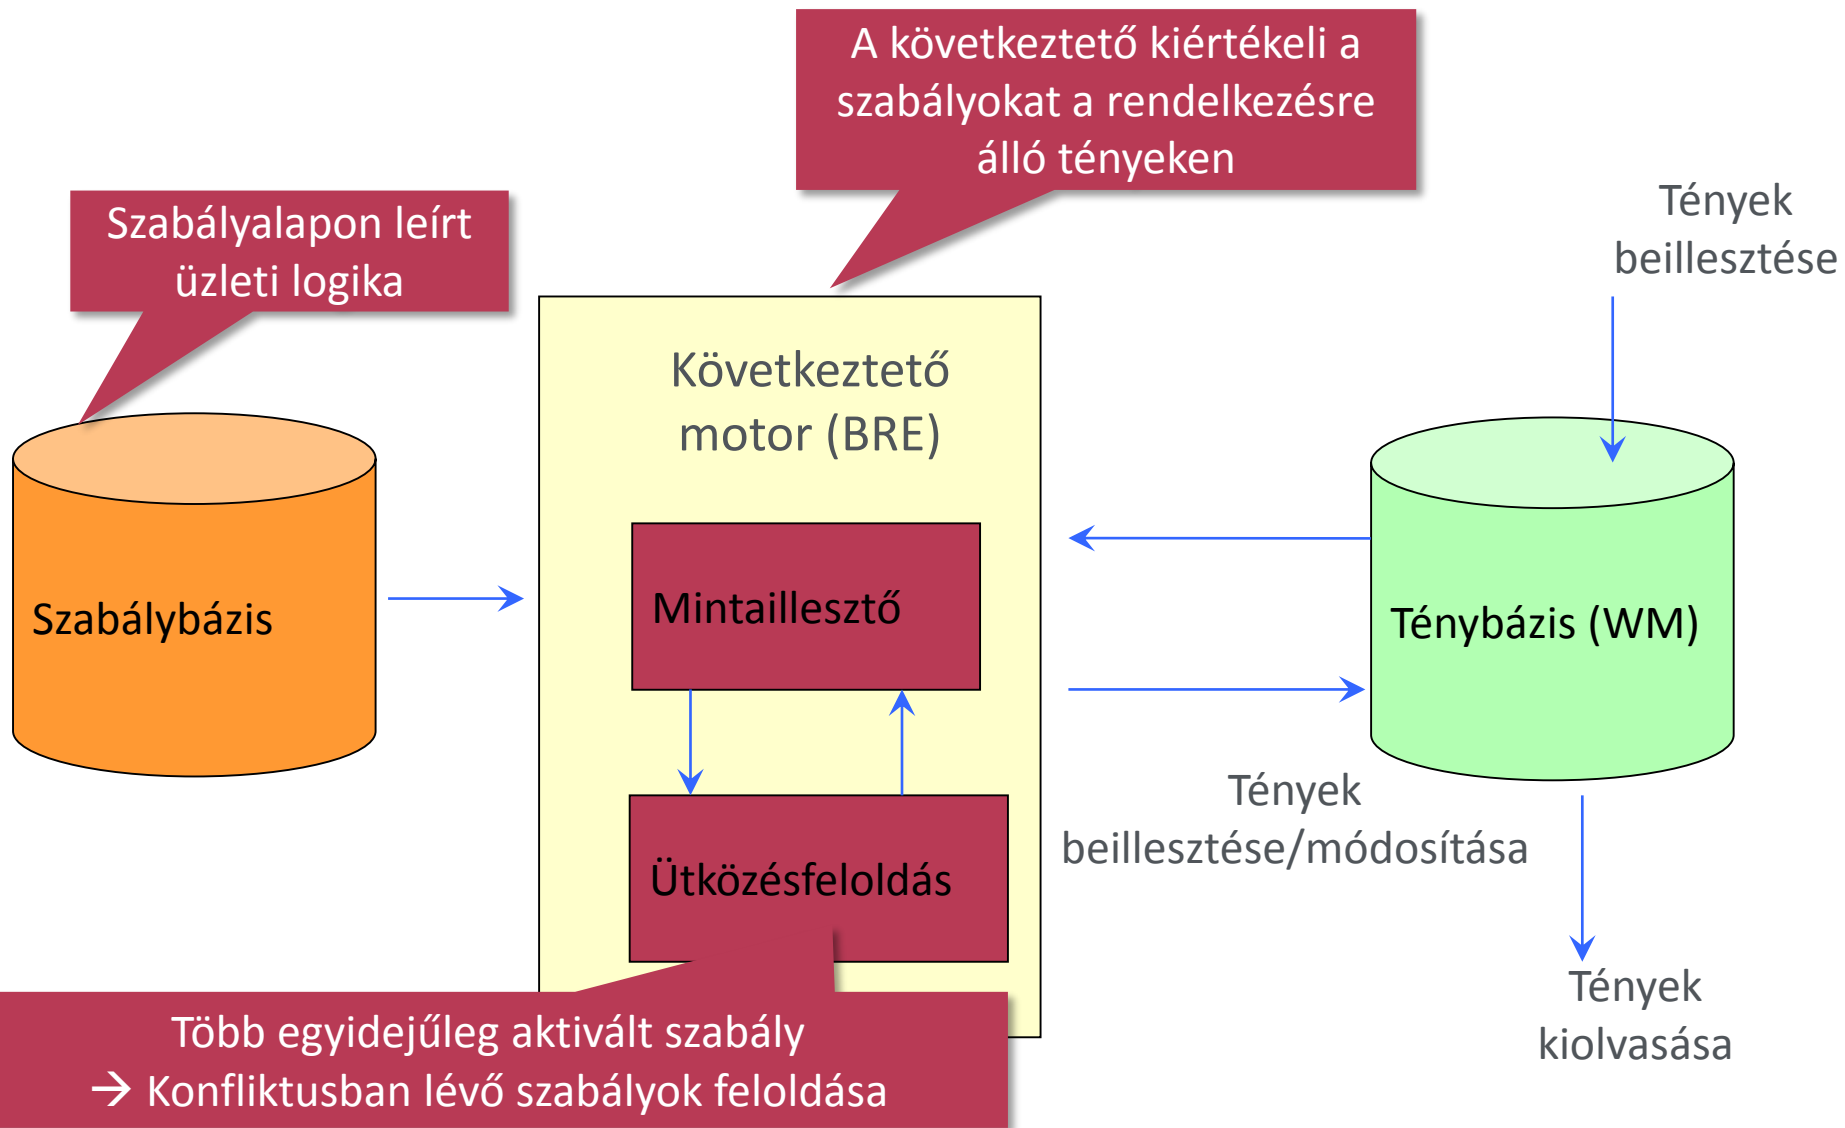 A következtető kiértékeli a
szabályokat a rendelkezésre
álló tényeken
Szabályalapon leírt
üzleti logika
Tények
beillesztése
Következtető
motor (BRE)
Szabálybázis
Mintaillesztő
Ténybázis (WM)
Tények
beillesztése/módosítása
Ütközésfeloldás
Tények
kiolvasása
Több egyidejűleg aktivált szabály
→ Konfliktusban lévő szabályok feloldása